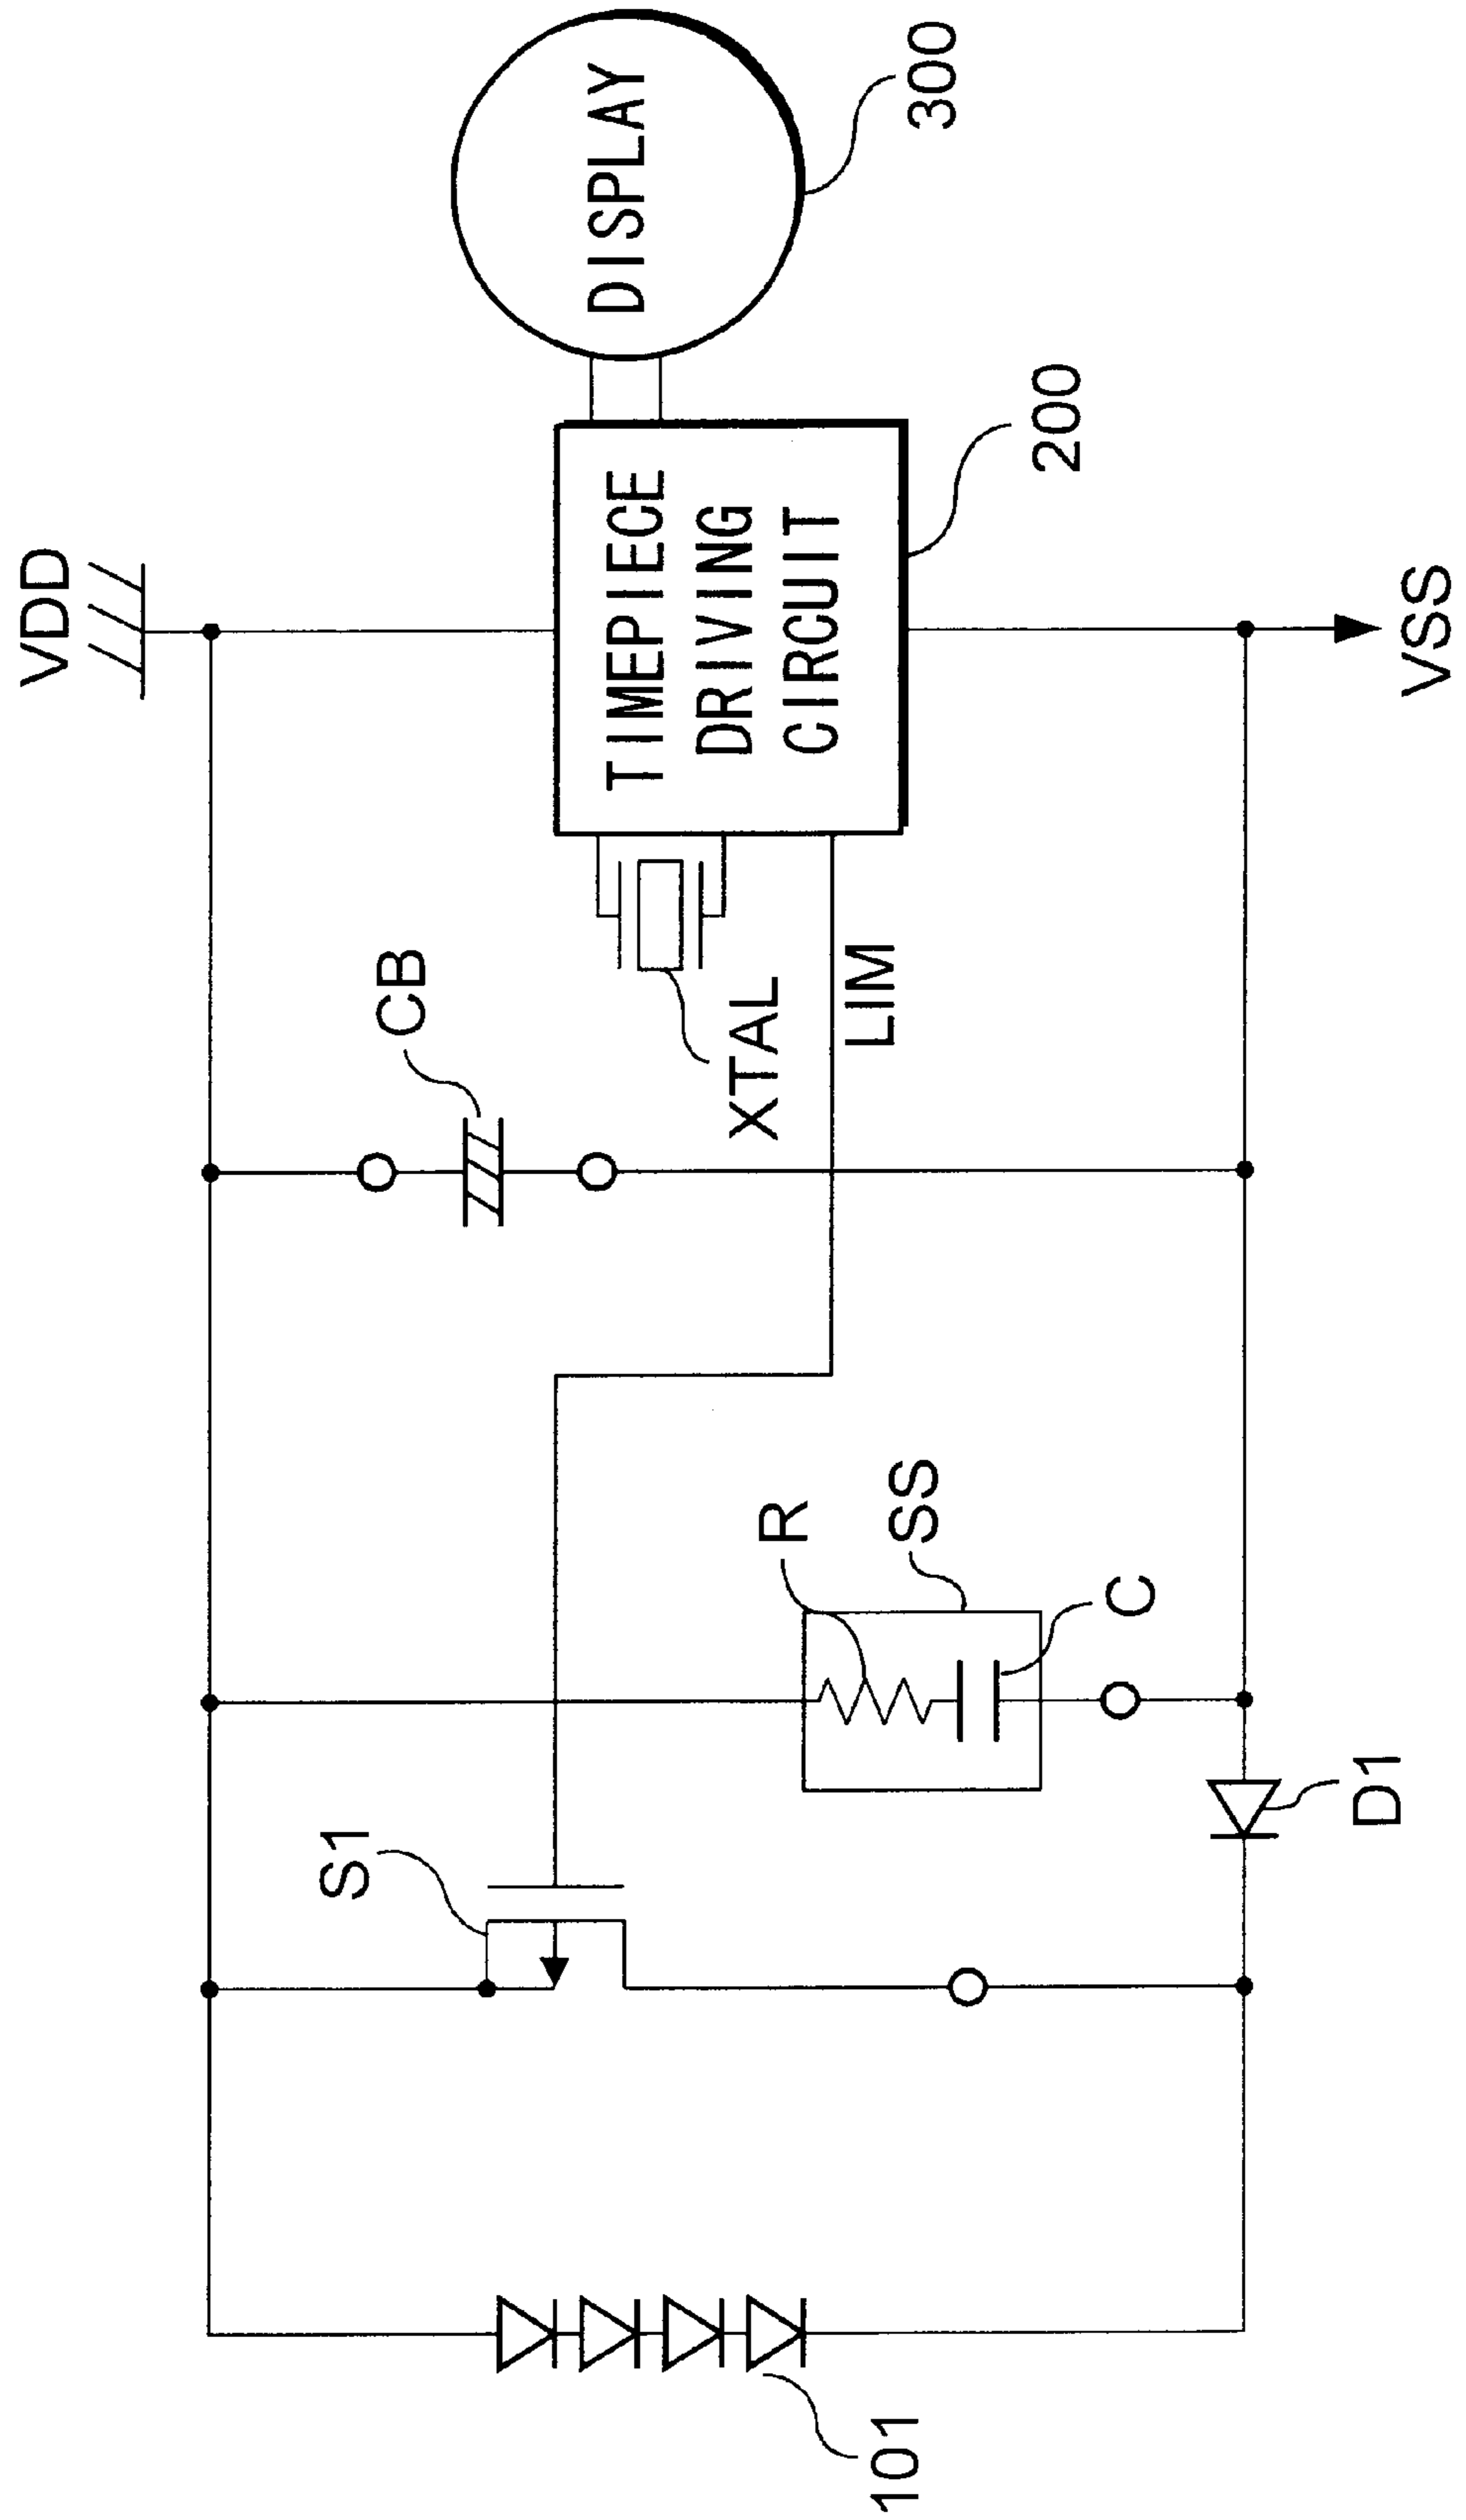 VDD
DISPLAY
300
TIMEPIECE
DRIVING
CIRCUIT
200
VSS
CB
XTAL
LIM
R
SS
C
S1
D1
101